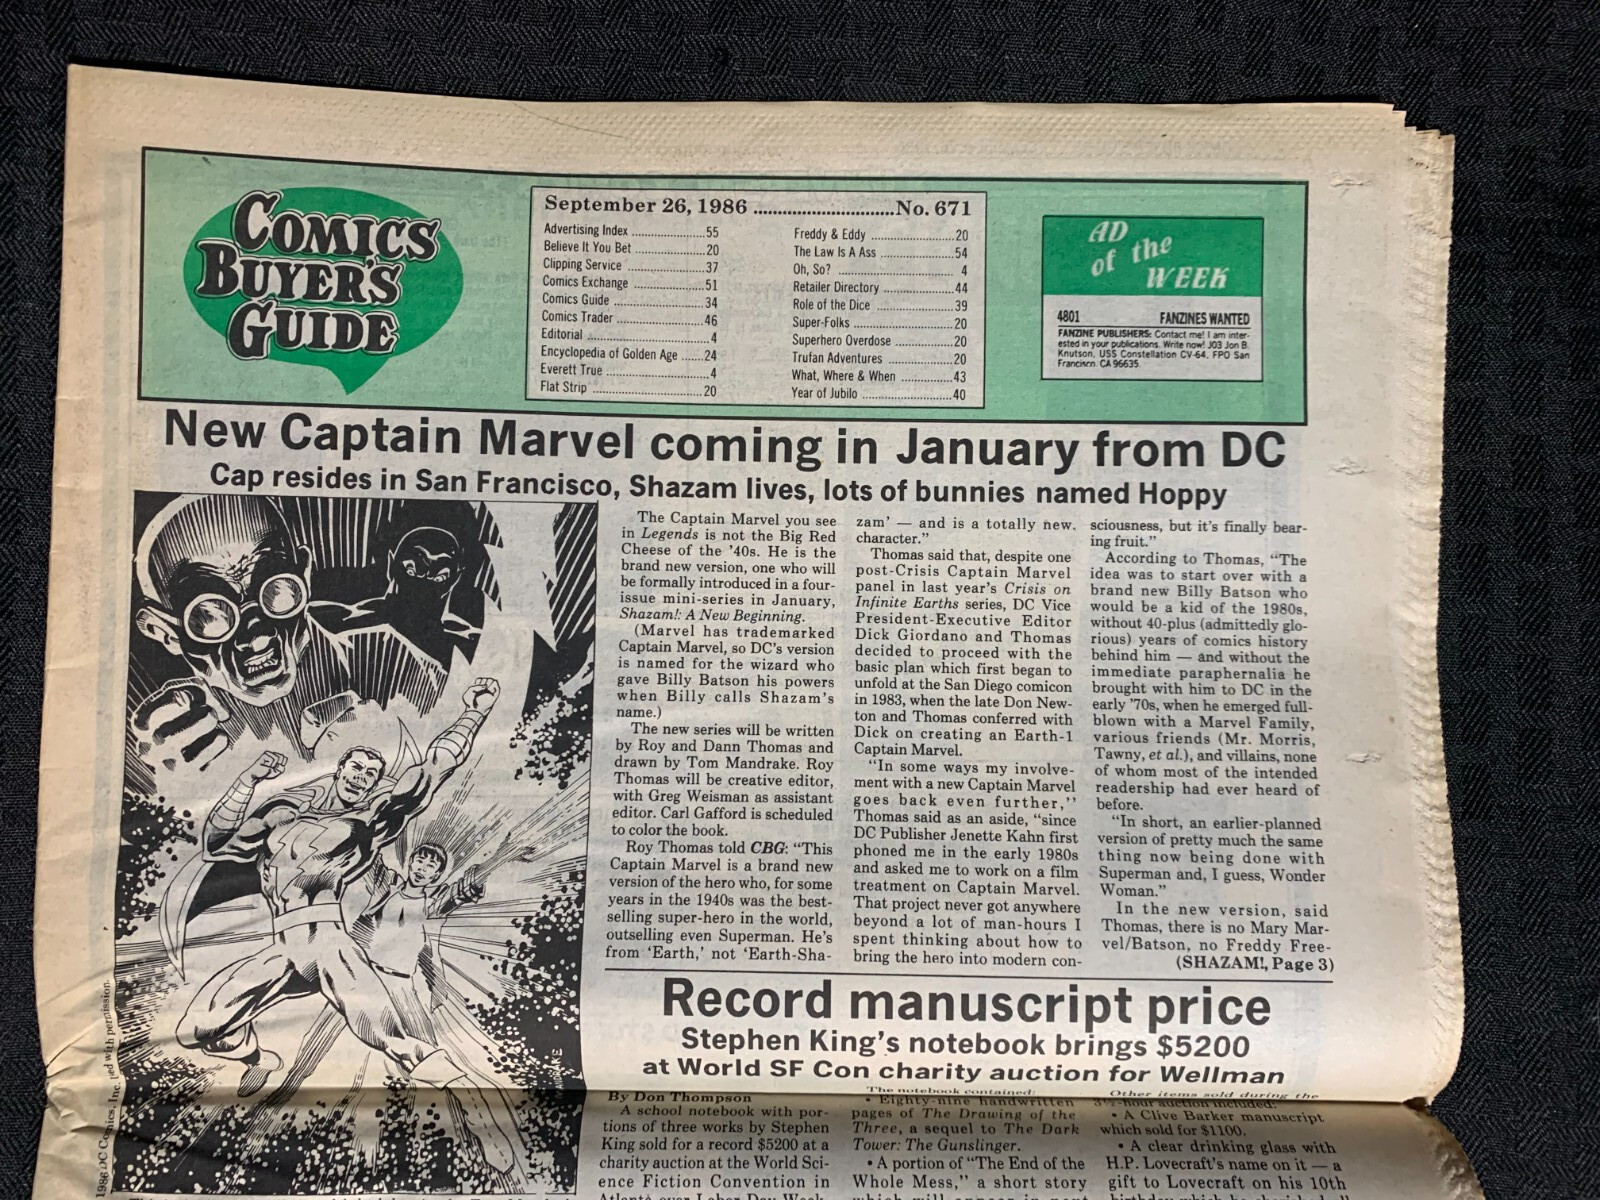 COMICS
BUYER'S
GUIDE
September 26, 1986 ..............................No. 671
Advertising Index ....................55
Believe It You Bet ....................20
Clipping Service ....................37
Comics Exchange ....................51
Comics Guide ....................34
Comics Trader ....................46
Editorial ....................4
Encyclopedia of Golden Age ......24
Everett True ....................4
Flat Strip ....................20
Freddy & Eddy ....................20
The Law Is A Ass ....................54
Oh, So? ....................4
Retailer Directory ....................44
Role of the Dice ....................39
Super-Folks ....................20
Superhero Overdose ....................20
Trufan Adventures ....................20
What, Where & When ..............43
Year of Jubilo ....................40
AD
of the
WEEK
4801 FANZINES WANTED
FANZINE PUBLISHERS: Contact me! I am inter-
ested in your publications. Write now! J03 Jon B.
Knutson, USS Constellation CV-64, FPO San
Francisco, CA 96635.
New Captain Marvel coming in January from DC
Cap resides in San Francisco, Shazam lives, lots of bunnies named Hoppy
The Captain Marvel you see
in Legends is not the Big Red
Cheese of the '40s. He is the
brand new version, one who will
be formally introduced in a four-
issue mini-series in January,
Shazam!: A New Beginning.
(Marvel has trademarked
Captain Marvel, so DC's version
is named for the wizard who
gave Billy Batson his powers
when Billy calls Shazam's
name.)
The new series will be written
by Roy and Dann Thomas and
drawn by Tom Mandrake. Roy
Thomas will be creative editor,
with Greg Weisman as assistant
editor. Carl Gafford is scheduled
to color the book.
Roy Thomas told CBG: "This
Captain Marvel is a brand new
version of the hero who, for some
years in the 1940s was the best-
selling super-hero in the world,
outselling even Superman. He's
from 'Earth,' not 'Earth-Sha-
zam' — and is a totally new.
character."
Thomas said that, despite one
post-Crisis Captain Marvel
panel in last year's Crisis on
Infinite Earths series, DC Vice
President-Executive Editor
Dick Giordano and Thomas
decided to proceed with the
basic plan which first began to
unfold at the San Diego comicon
in 1983, when the late Don New-
ton and Thomas conferred with
Dick on creating an Earth-1
Captain Marvel.
"In some ways my involve-
ment with a new Captain Marvel
goes back even further,"
Thomas said as an aside, "since
DC Publisher Jenette Kahn first
phoned me in the early 1980s
and asked me to work on a film
treatment on Captain Marvel.
That project never got anywhere
beyond a lot of man-hours I
spent thinking about how to
bring the hero into modern con-
sciousness, but it's finally bear-
ing fruit."
According to Thomas, "The
idea was to start over with a
brand new Billy Batson who
would be a kid of the 1980s,
without 40-plus (admittedly glo-
rious) years of comics history
behind him — and without the
immediate paraphernalia he
brought with him to DC in the
early '70s, when he emerged full-
blown with a Marvel Family,
various friends (Mr. Morris,
Tawny, et al.), and villains, none
of whom most of the intended
readership had ever heard of
before.
"In short, an earlier-planned
version of pretty much the same
thing now being done with
Superman and, I guess, Wonder
Woman."
In the new version, said
Thomas, there is no Mary Mar-
vel/Batson, no Freddy Free-
(SHAZAM!, Page 3)
MANDRAKE
1986 DC Comics, Inc.
ted with permission.
Record manuscript price
Stephen King's notebook brings $5200
at World SF Con charity auction for Wellman
By Don Thompson
A school notebook with por-
tions of three works by Stephen
King sold for a record $5200 at a
charity auction at the World Sci-
ence Fiction Convention in
Atlanta over Labor Day Week-
The notebook contained:
• Eighty-nine handwritten
pages of The Drawing of the
Three, a sequel to The Dark
Tower: The Gunslinger.
• A portion of "The End of the
Whole Mess," a short story
which will appear in next
Other items sold during the
auction included:
• A Clive Barker manuscript
which sold for $1100.
• A clear drinking glass with
H.P. Lovecraft's name on it — a
gift to Lovecraft on his 10th
birthday which he